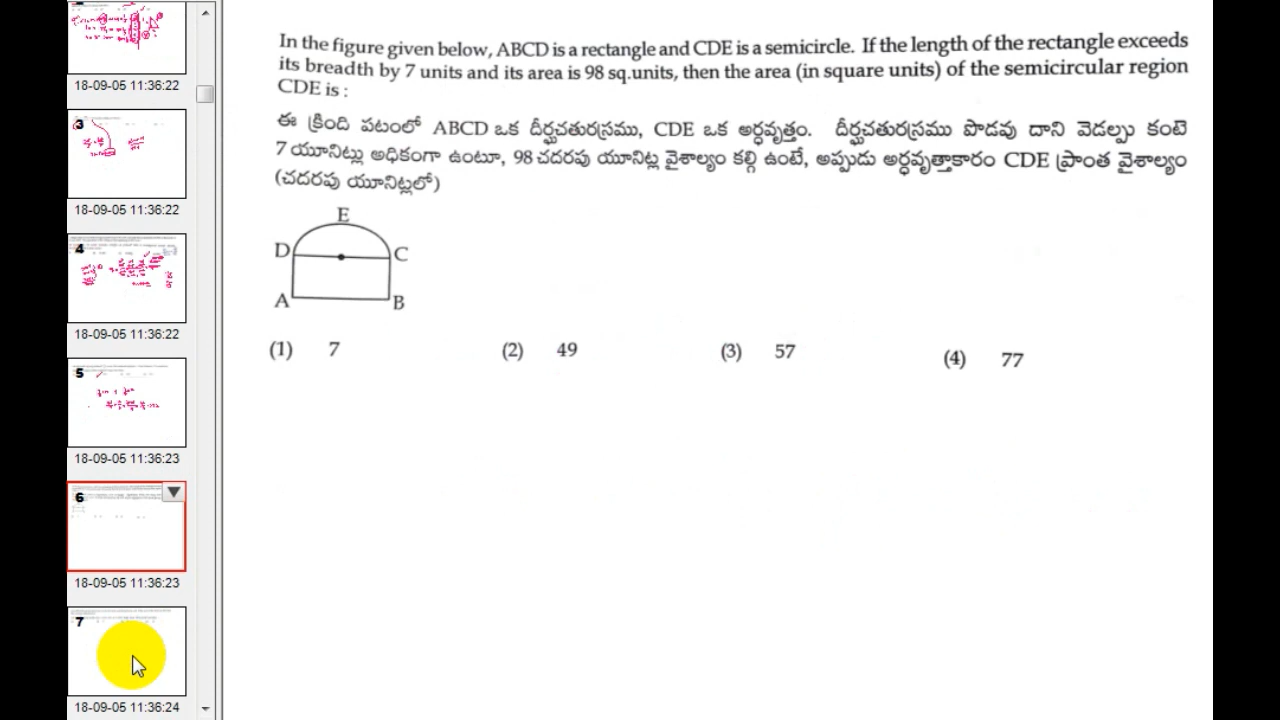 18-09-05 11:36:22
3
18-09-05 11:36:22
4
18-09-05 11:36:22
5
18-09-05 11:36:23
6
18-09-05 11:36:23
7
18-09-05 11:36:24
In the figure given below, ABCD is a rectangle and CDE is a semicircle. If the length of the rectangle exceeds
its breadth by 7 units and its area is 98 sq.units, then the area (in square units) of the semicircular region
CDE is :
ఈ క్రింది పటంలో ABCD ఒక దీర్ఘచతురస్రము, CDE ఒక అర్ధవృత్తం. దీర్ఘచతురస్రము పొడవు దాని వెడల్పు కంటె
7 యూనిట్లు అధికంగా ఉంటూ, 98 చదరపు యూనిట్ల వైశాల్యం కల్గి ఉంటే, అప్పుడు అర్ధవృత్తాకారం CDE ప్రాంత వైశాల్యం
(చదరపు యూనిట్లలో)
E
D C
A B
(1) 7 (2) 49 (3) 57 (4) 77